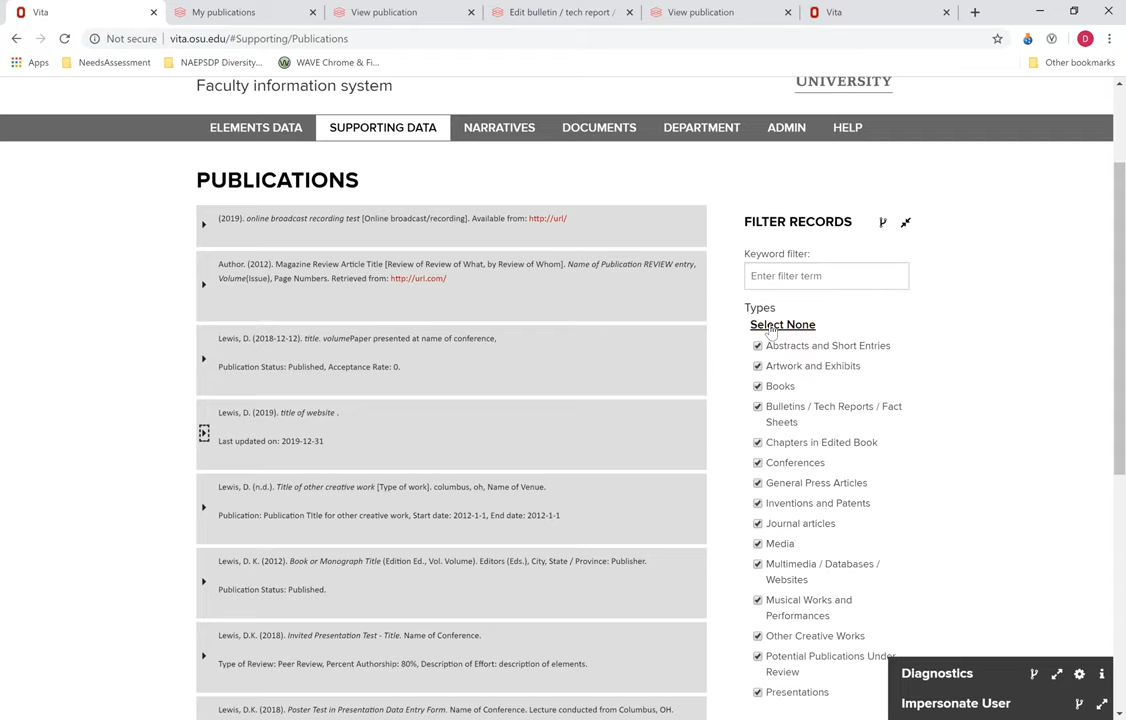 Vita
My publications
View publication
Edit bulletin / tech report /
View publication
Vita
Not secure
vita.osu.edu/#Supporting/Publications
D
Apps
NeedsAssessment
NAEPSDP Diversity...
WAVE Chrome & Fi...
Other bookmarks
Faculty information system
UNIVERSITY
ELEMENTS DATA
SUPPORTING DATA
NARRATIVES
DOCUMENTS
DEPARTMENT
ADMIN
HELP
PUBLICATIONS
(2019). online broadcast recording test [Online broadcast/recording]. Available from: http://url/
Author. (2012). Magazine Review Article Title [Review of Review of What, by Review of Whom]. Name of Publication REVIEW entry,
Volume(Issue), Page Numbers. Retrieved from: http://url.com/
Lewis, D. (2018-12-12). title. volumePaper presented at name of conference,
Publication Status: Published, Acceptance Rate: 0.
Lewis, D. (2019). title of website .
Last updated on: 2019-12-31
Lewis, D. (n.d.). Title of other creative work [Type of work]. columbus, oh, Name of Venue.
Publication: Publication TItle for other creative work, Start date: 2012-1-1, End date: 2012-1-1
Lewis, D. K. (2012). Book or Monograph Title (Edition Ed., Vol. Volume). Editors (Eds.), City, State / Province: Publisher.
Publication Status: Published.
Lewis, D.K. (2018). Invited Presentation Test - Title. Name of Conference.
Type of Review: Peer Review, Percent Authorship: 80%, Description of Effort: description of elements.
Lewis, D.K. (2018). Poster Test in Presentation Data Entry Form. Name of Conference. Lecture conducted from Columbus, OH.
FILTER RECORDS
Keyword filter:
Enter filter term
Types
Select None
Abstracts and Short Entries
Artwork and Exhibits
Books
Bulletins / Tech Reports / Fact
Sheets
Chapters in Edited Book
Conferences
General Press Articles
Inventions and Patents
Journal articles
Media
Multimedia / Databases /
Websites
Musical Works and
Performances
Other Creative Works
Potential Publications Under
Review
Presentations
Diagnostics
Impersonate User